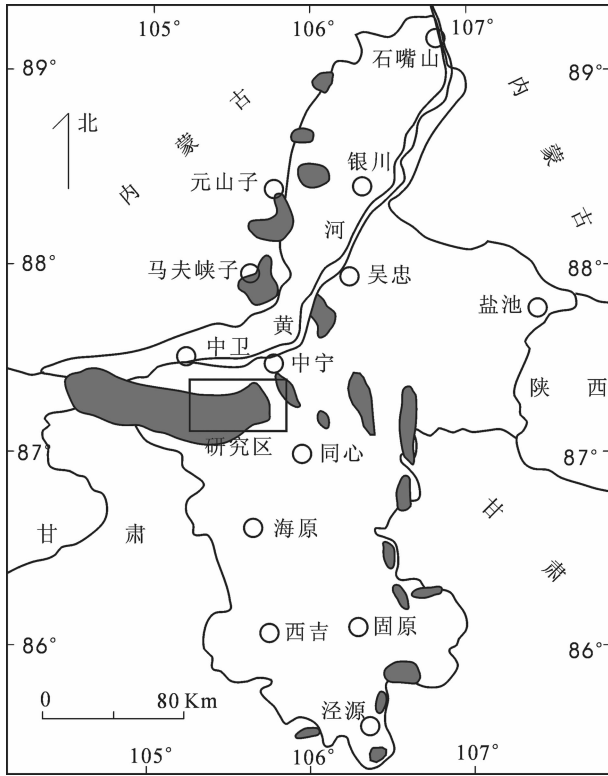 105° 106° 107°
石嘴山
89° 89°
内蒙古
内蒙古
北
银川
元山子
河
88° 88°
马夫峡子
吴忠
盐池
黄
中卫
中宁
陕西
研究区
同心
87° 87°
甘肃
甘肃
海原
西吉
固原
86° 86°
泾源
0 80 Km
105° 106° 107°